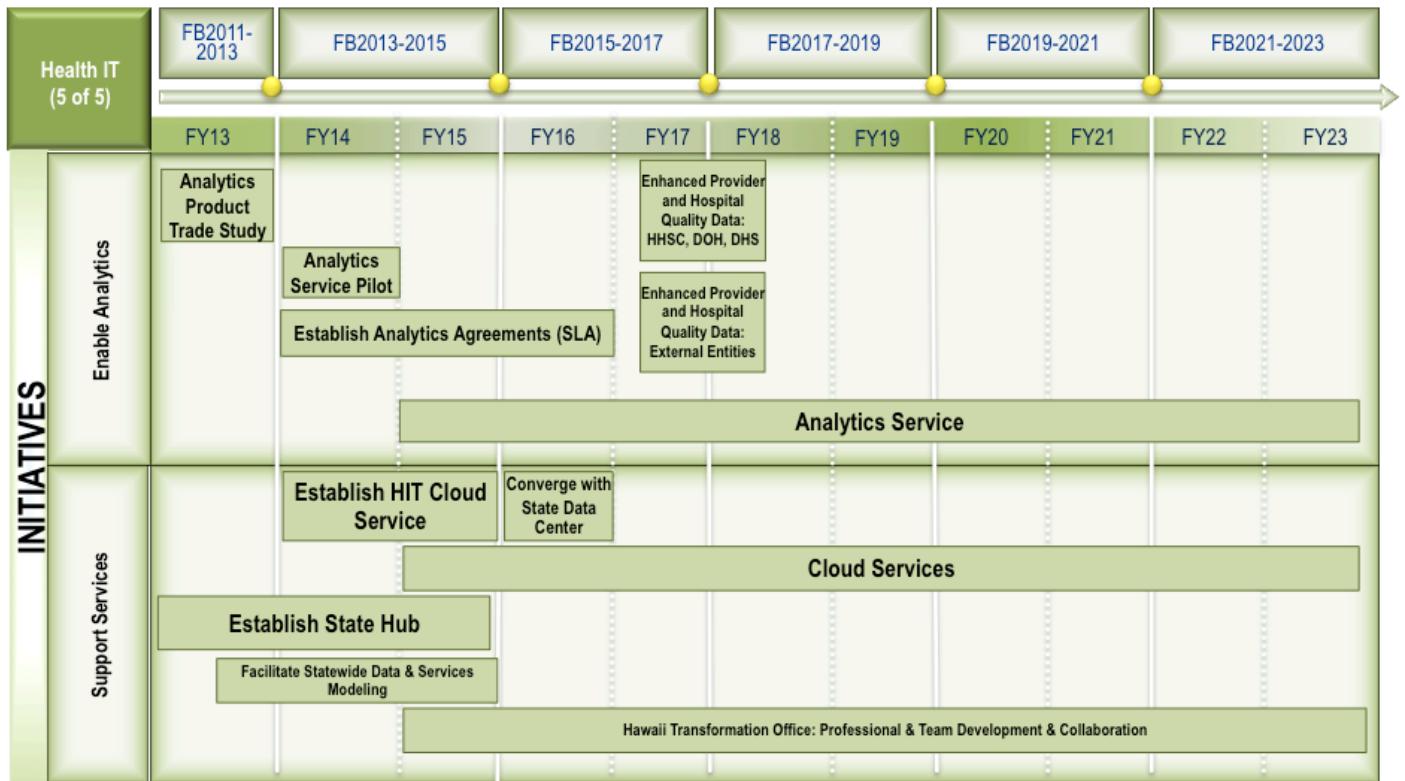 Health IT
(5 of 5)
FB2011-
2013
FB2013-2015
FB2015-2017
FB2017-2019
FB2019-2021
FB2021-2023
FY13
FY14
FY15
FY16
FY17
FY18
FY19
FY20
FY21
FY22
FY23
INITIATIVES
Enable Analytics
Analytics
Product
Trade Study
Analytics
Service Pilot
Establish Analytics Agreements (SLA)
Enhanced Provider
and Hospital
Quality Data:
HHSC, DOH, DHS
Enhanced Provider
and Hospital
Quality Data:
External Entities
Analytics Service
Support Services
Establish HIT Cloud
Service
Converge with
State Data
Center
Cloud Services
Establish State Hub
Facilitate Statewide Data & Services
Modeling
Hawaii Transformation Office: Professional & Team Development & Collaboration